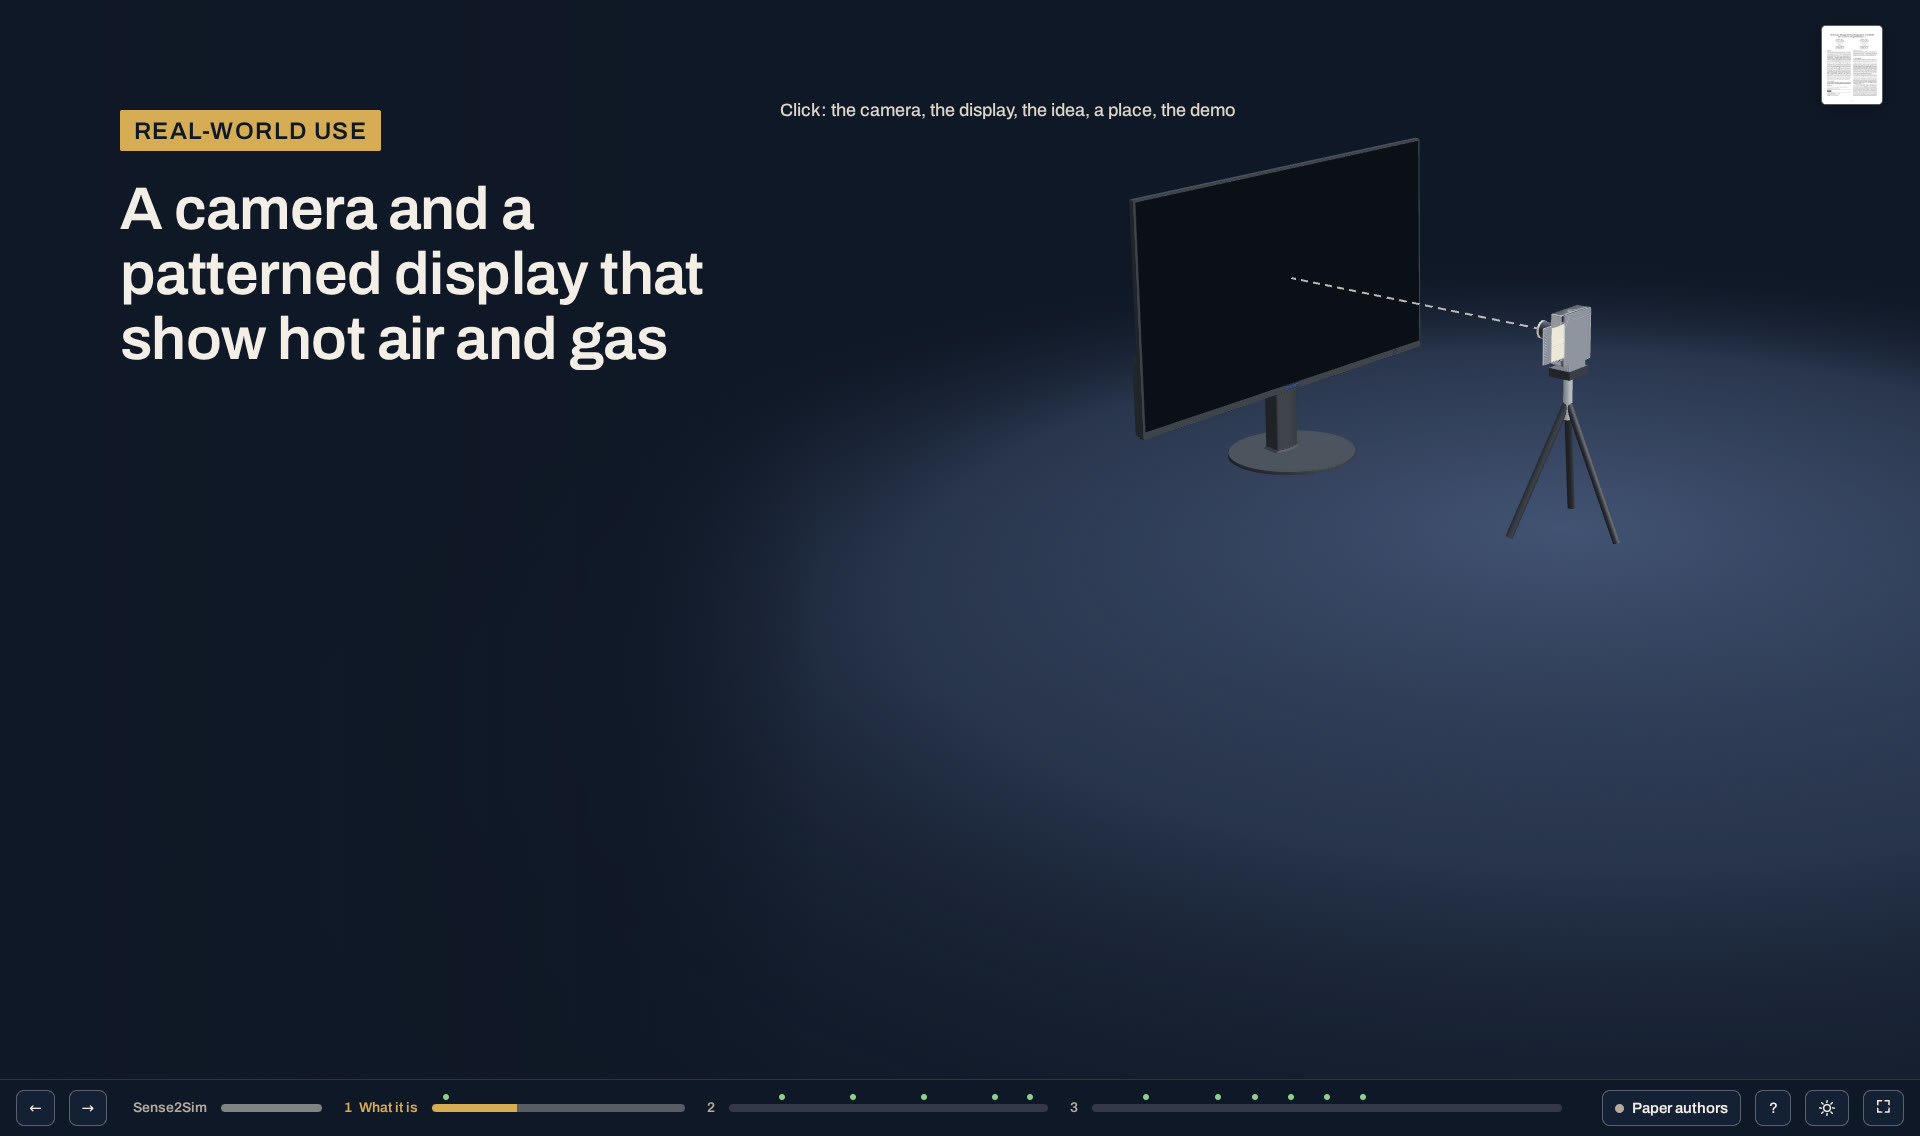 REAL-WORLD USE
A camera and a
patterned display that
show hot air and gas
Click: the camera, the display, the idea, a place, the demo
← → Sense2Sim 1 What it is 2 3 Paper authors ?